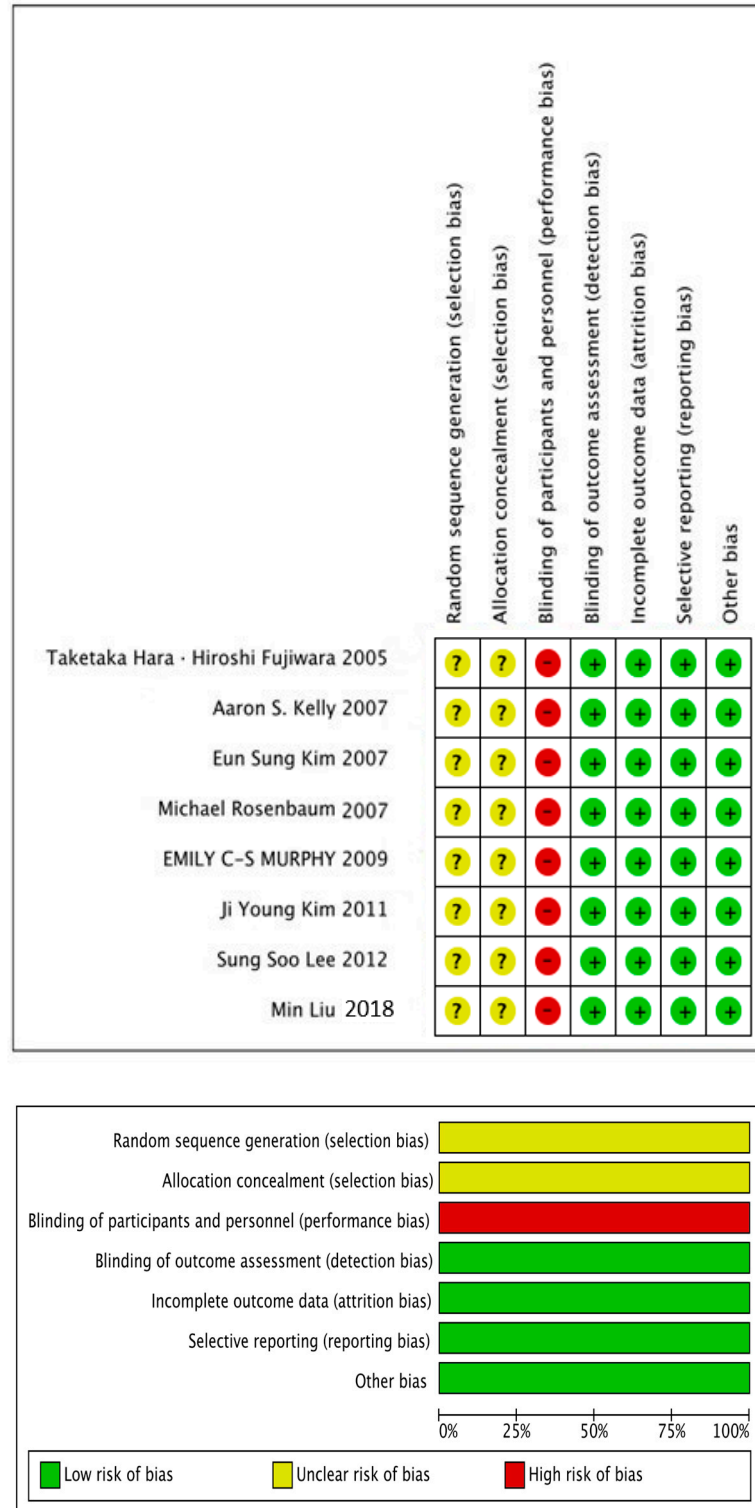 Random sequence generation (selection bias)
Allocation concealment (selection bias)
Blinding of participants and personnel (performance bias)
Blinding of outcome assessment (detection bias)
Incomplete outcome data (attrition bias)
Selective reporting (reporting bias)
Other bias
Taketaka Hara · Hiroshi Fujiwara 2005 ? ? - + + + +
Aaron S. Kelly 2007 ? ? - + + + +
Eun Sung Kim 2007 ? ? - + + + +
Michael Rosenbaum 2007 ? ? - + + + +
EMILY C-S MURPHY 2009 ? ? - + + + +
Ji Young Kim 2011 ? ? - + + + +
Sung Soo Lee 2012 ? ? - + + + +
Min Liu 2018 ? ? - + + + +
Random sequence generation (selection bias)
Allocation concealment (selection bias)
Blinding of participants and personnel (performance bias)
Blinding of outcome assessment (detection bias)
Incomplete outcome data (attrition bias)
Selective reporting (reporting bias)
Other bias
0% 25% 50% 75% 100%
Low risk of bias Unclear risk of bias High risk of bias